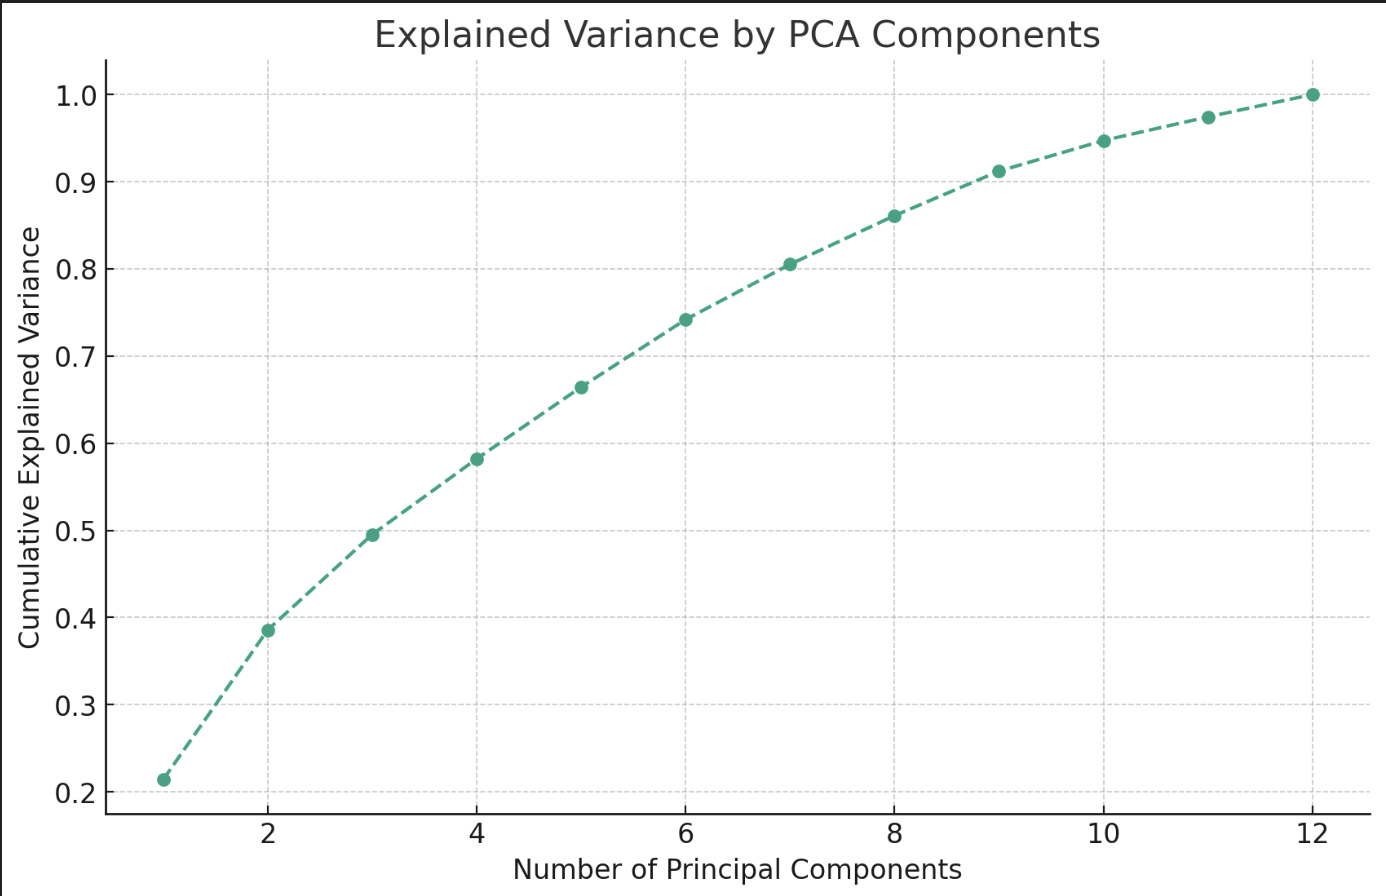 Explained Variance by PCA Components
1.0
0.9
0.8
0.7
0.6
0.5
0.4
0.3
0.2
Cumulative Explained Variance
2 4 6 8 10 12
Number of Principal Components